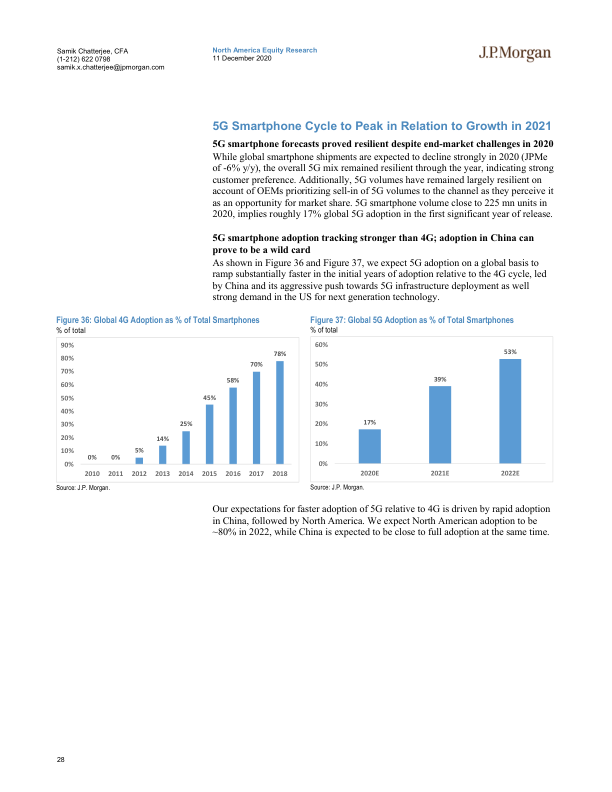 Samik Chatterjee, CFA
(1-212) 622 0798
samik.x.chatterjee@jpmorgan.com
North America Equity Research
11 December 2020
J.P.Morgan
5G Smartphone Cycle to Peak in Relation to Growth in 2021
5G smartphone forecasts proved resilient despite end-market challenges in 2020
While global smartphone shipments are expected to decline strongly in 2020 (JPMe
of -6% y/y), the overall 5G mix remained resilient through the year, indicating strong
customer preference. Additionally, 5G volumes have remained largely resilient on
account of OEMs prioritizing sell-in of 5G volumes to the channel as they perceive it
as an opportunity for market share. 5G smartphone volume close to 225 mn units in
2020, implies roughly 17% global 5G adoption in the first significant year of release.
5G smartphone adoption tracking stronger than 4G; adoption in China can
prove to be a wild card
As shown in Figure 36 and Figure 37, we expect 5G adoption on a global basis to
ramp substantially faster in the initial years of adoption relative to the 4G cycle, led
by China and its aggressive push towards 5G infrastructure deployment as well
strong demand in the US for next generation technology.
Figure 36: Global 4G Adoption as % of Total Smartphones
% of total
90%
80%
70%
60%
50%
40%
30%
20%
10%
0%
0% 0% 5% 14% 25% 45% 58% 70% 78%
2010 2011 2012 2013 2014 2015 2016 2017 2018
Source: J.P. Morgan.
Figure 37: Global 5G Adoption as % of Total Smartphones
% of total
60%
50%
40%
30%
20%
10%
0%
17% 39% 53%
2020E 2021E 2022E
Source: J.P. Morgan.
Our expectations for faster adoption of 5G relative to 4G is driven by rapid adoption
in China, followed by North America. We expect North American adoption to be
~80% in 2022, while China is expected to be close to full adoption at the same time.
28